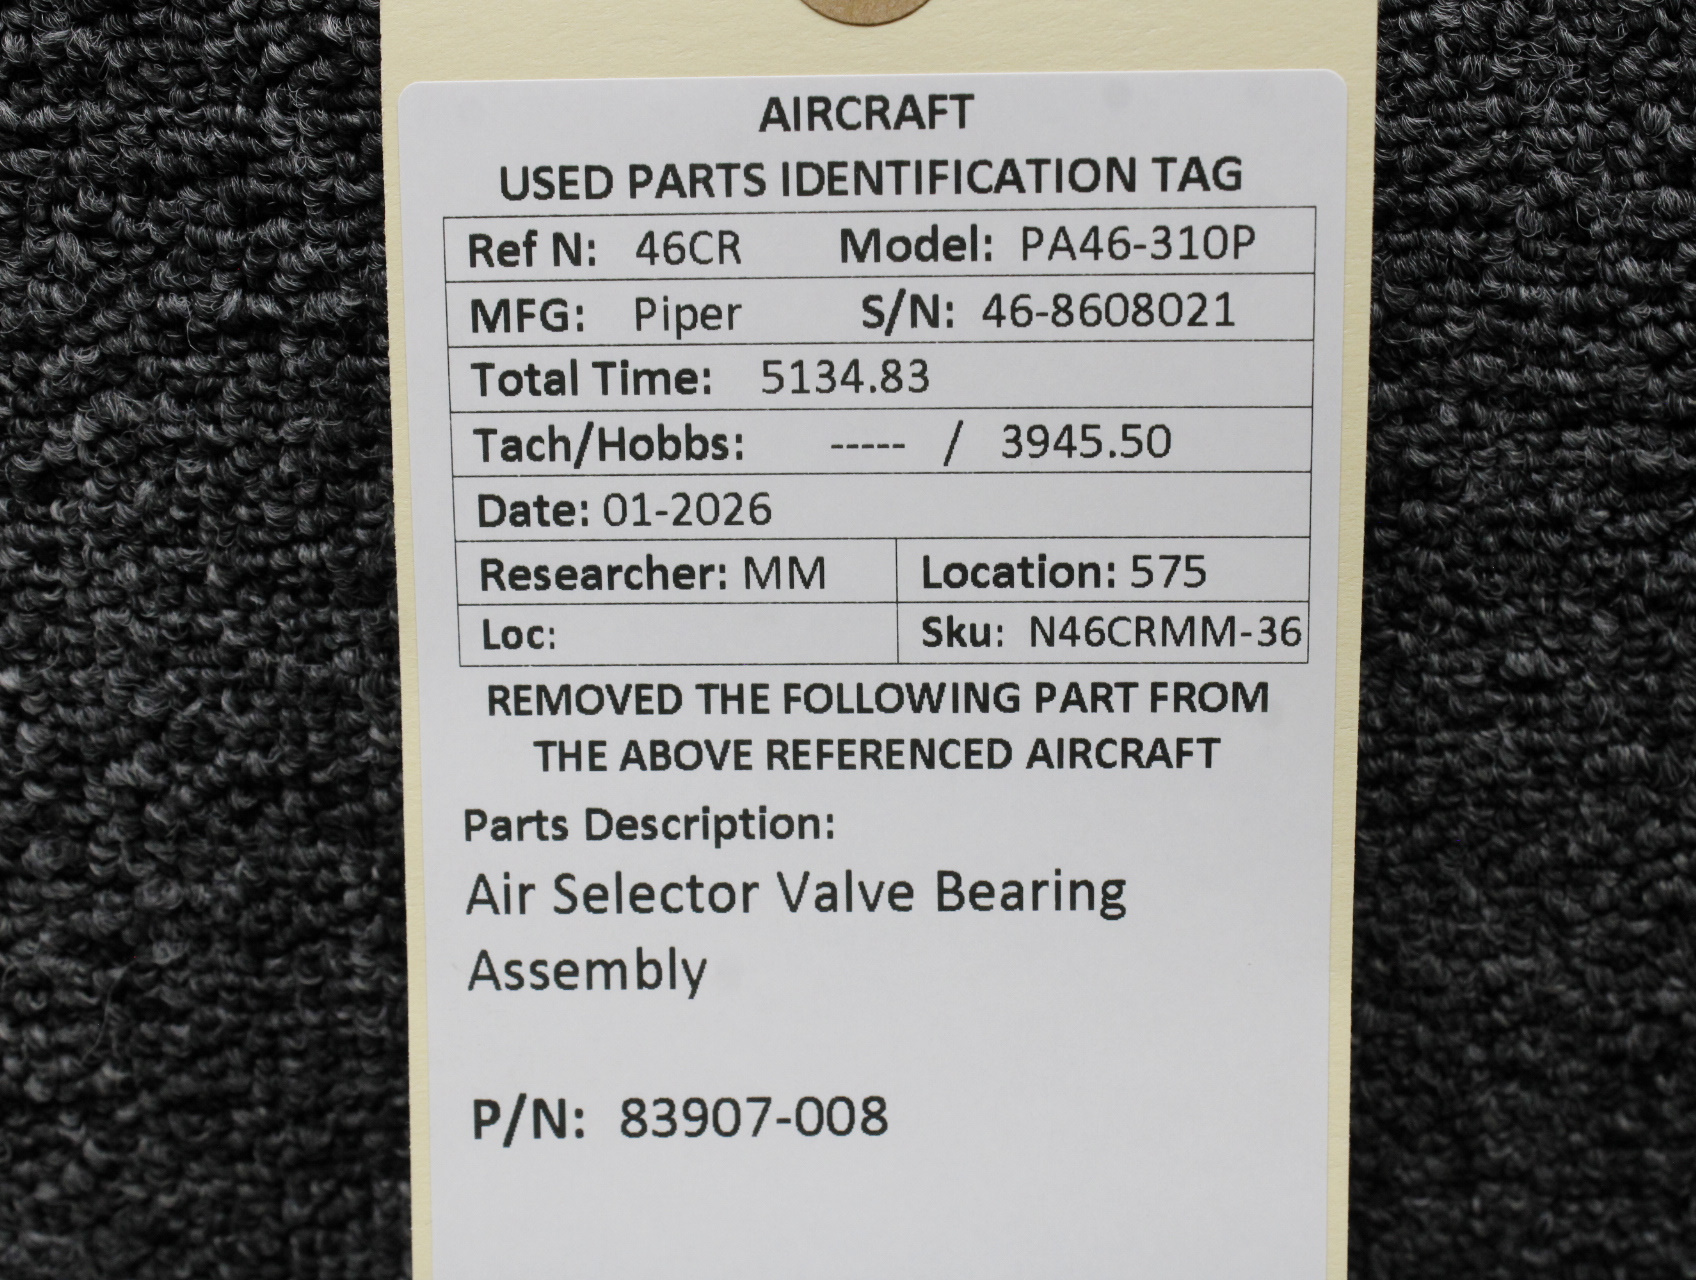 AIRCRAFT
USED PARTS IDENTIFICATION TAG
Ref N: 46CR Model: PA46-310P
MFG: Piper S/N: 46-8608021
Total Time: 5134.83
Tach/Hobbs: ----- / 3945.50
Date: 01-2026
Researcher: MM Location: 575
Loc: Sku: N46CRMM-36
REMOVED THE FOLLOWING PART FROM
THE ABOVE REFERENCED AIRCRAFT
Parts Description:
Air Selector Valve Bearing
Assembly
P/N: 83907-008